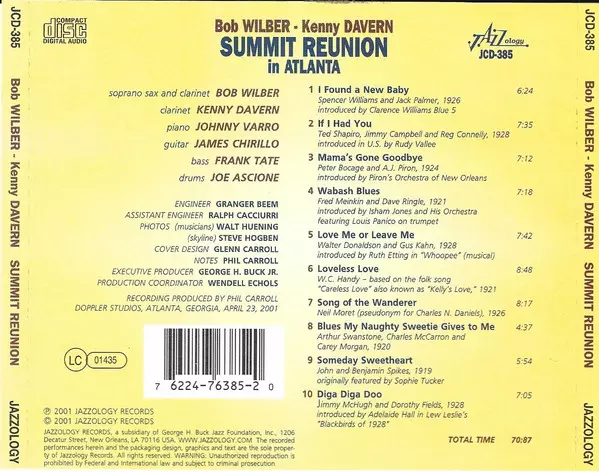 JCD-385
Bob WILBER - Kenny DAVERN
SUMMIT REUNION
JAZZOLOGY
COMPACT
disc
DIGITAL AUDIO
Bob WILBER - Kenny DAVERN
SUMMIT REUNION
in ATLANTA
JAZZology
JCD-385
soprano sax and clarinet BOB WILBER
clarinet KENNY DAVERN
piano JOHNNY VARRO
guitar JAMES CHIRILLO
bass FRANK TATE
drums JOE ASCIONE
ENGINEER GRANGER BEEM
ASSISTANT ENGINEER RALPH CACCIURRI
PHOTOS (musicians) WALT HUENING
(skyline) STEVE HOGBEN
COVER DESIGN GLENN CARROLL
NOTES PHIL CARROLL
EXECUTIVE PRODUCER GEORGE H. BUCK JR.
PRODUCTION COORDINATOR WENDELL ECHOLS
RECORDING PRODUCED BY PHIL CARROLL
DOPPLER STUDIOS, ATLANTA, GEORGIA, APRIL 23, 2001
LC 01435
7 6224-76385-2 0
℗ 2001 JAZZOLOGY RECORDS
© 2001 JAZZOLOGY RECORDS
JAZZOLOGY RECORDS, a subsidiary of George H. Buck Jazz Foundation, Inc., 1206
Decatur Street, New Orleans, LA 70116 USA. WWW.JAZZOLOGY.COM. The recorded
performances herein and the packaging design, graphics and text are the sole proper-
ty of Jazzology Records. All rights reserved. WARNING: Unauthorized reproduction is
prohibited by Federal and International law and subject to criminal prosecution
1 I Found a New Baby 6:24
Spencer Williams and Jack Palmer, 1926
introduced by Clarence Williams Blue 5
2 If I Had You 7:35
Ted Shapiro, Jimmy Campbell and Reg Connelly, 1928
introduced in U.S. by Rudy Vallee
3 Mama's Gone Goodbye 7:12
Peter Bocage and A.J. Piron, 1924
introduced by Piron's Orchestra of New Orleans
4 Wabash Blues 7:18
Fred Meinkin and Dave Ringle, 1921
introduced by Isham Jones and His Orchestra
featuring Louis Panico on trumpet
5 Love Me or Leave Me 7:42
Walter Donaldson and Gus Kahn, 1928
introduced by Ruth Etting in "Whoopee" (musical)
6 Loveless Love 8:48
W.C. Handy - based on the folk song
"Careless Love" also known as "Kelly's Love," 1921
7 Song of the Wanderer 8:17
Neil Moret (pseudonym for Charles N. Daniels), 1926
8 Blues My Naughty Sweetie Gives to Me 4:37
Arthur Swanstone, Charles McCarron and
Carey Morgan, 1920
9 Someday Sweetheart 5:54
John and Benjamin Spikes, 1919
originally featured by Sophie Tucker
10 Diga Diga Doo 7:05
Jimmy McHugh and Dorothy Fields, 1928
introduced by Adelaide Hall in Lew Leslie's
"Blackbirds of 1928"
TOTAL TIME 70:87
JCD-385
Bob WILBER - Kenny DAVERN
SUMMIT REUNION
JAZZOLOGY